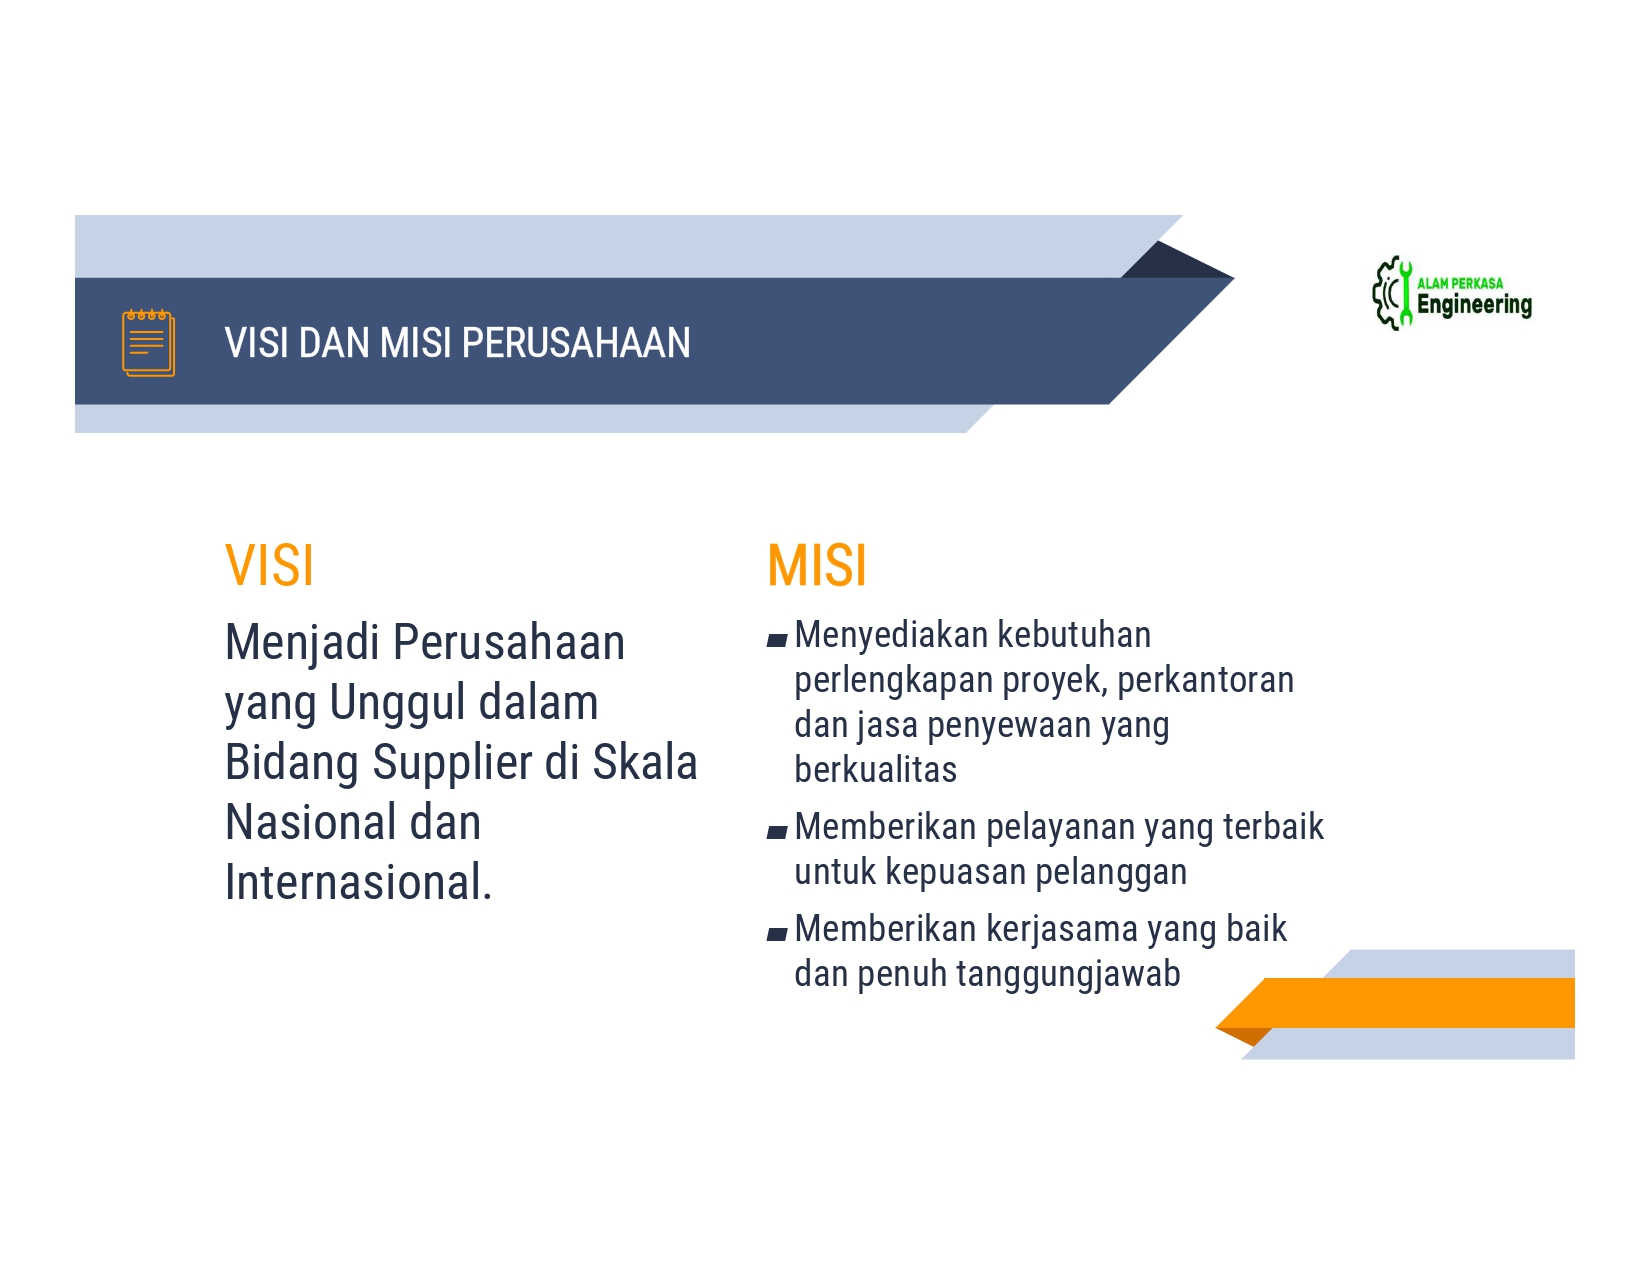 ALAM PERKASA
Engineering
VISI DAN MISI PERUSAHAAN
VISI
Menjadi Perusahaan
yang Unggul dalam
Bidang Supplier di Skala
Nasional dan
Internasional.
MISI
Menyediakan kebutuhan
perlengkapan proyek, perkantoran
dan jasa penyewaan yang
berkualitas
Memberikan pelayanan yang terbaik
untuk kepuasan pelanggan
Memberikan kerjasama yang baik
dan penuh tanggungjawab